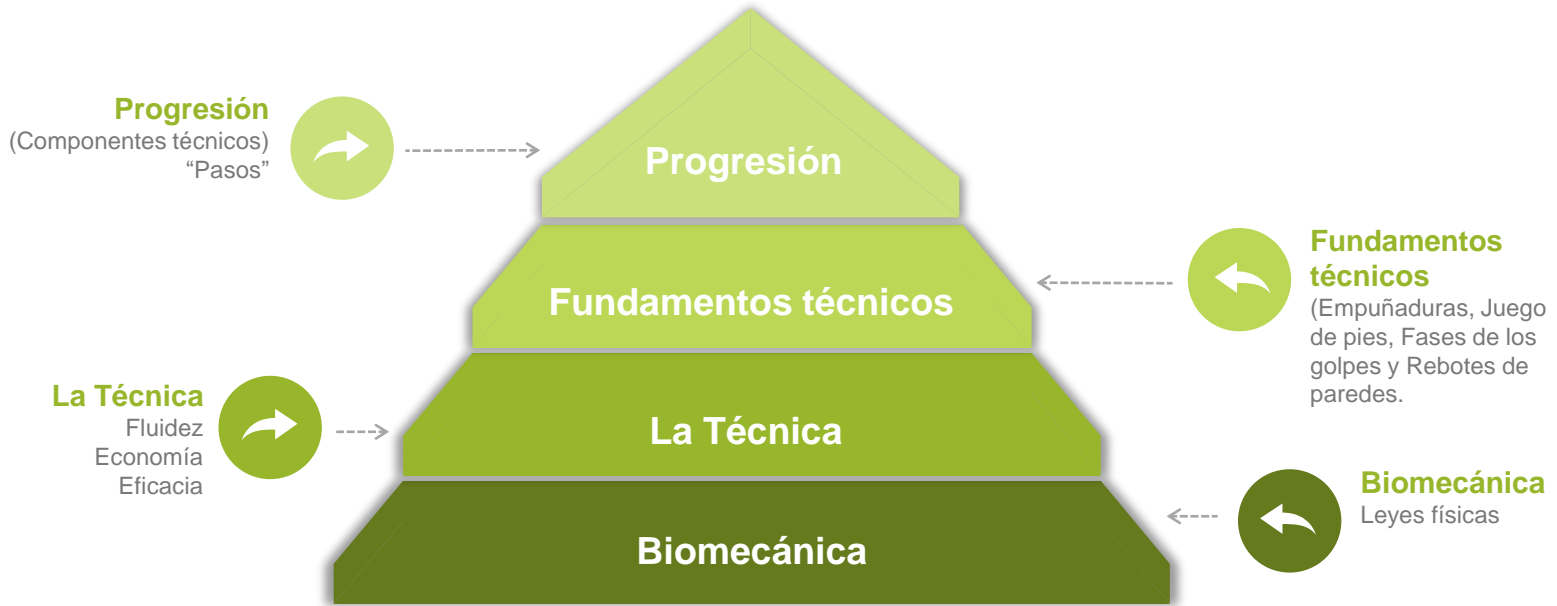 Progresión
(Componentes técnicos)
“Pasos”
Progresión
Fundamentos técnicos
Fundamentos
técnicos
(Empuñaduras, Juego
de pies, Fases de los
golpes y Rebotes de
paredes.
La Técnica
Fluidez
Economía
Eficacia
La Técnica
Biomecánica
Biomecánica
Leyes físicas